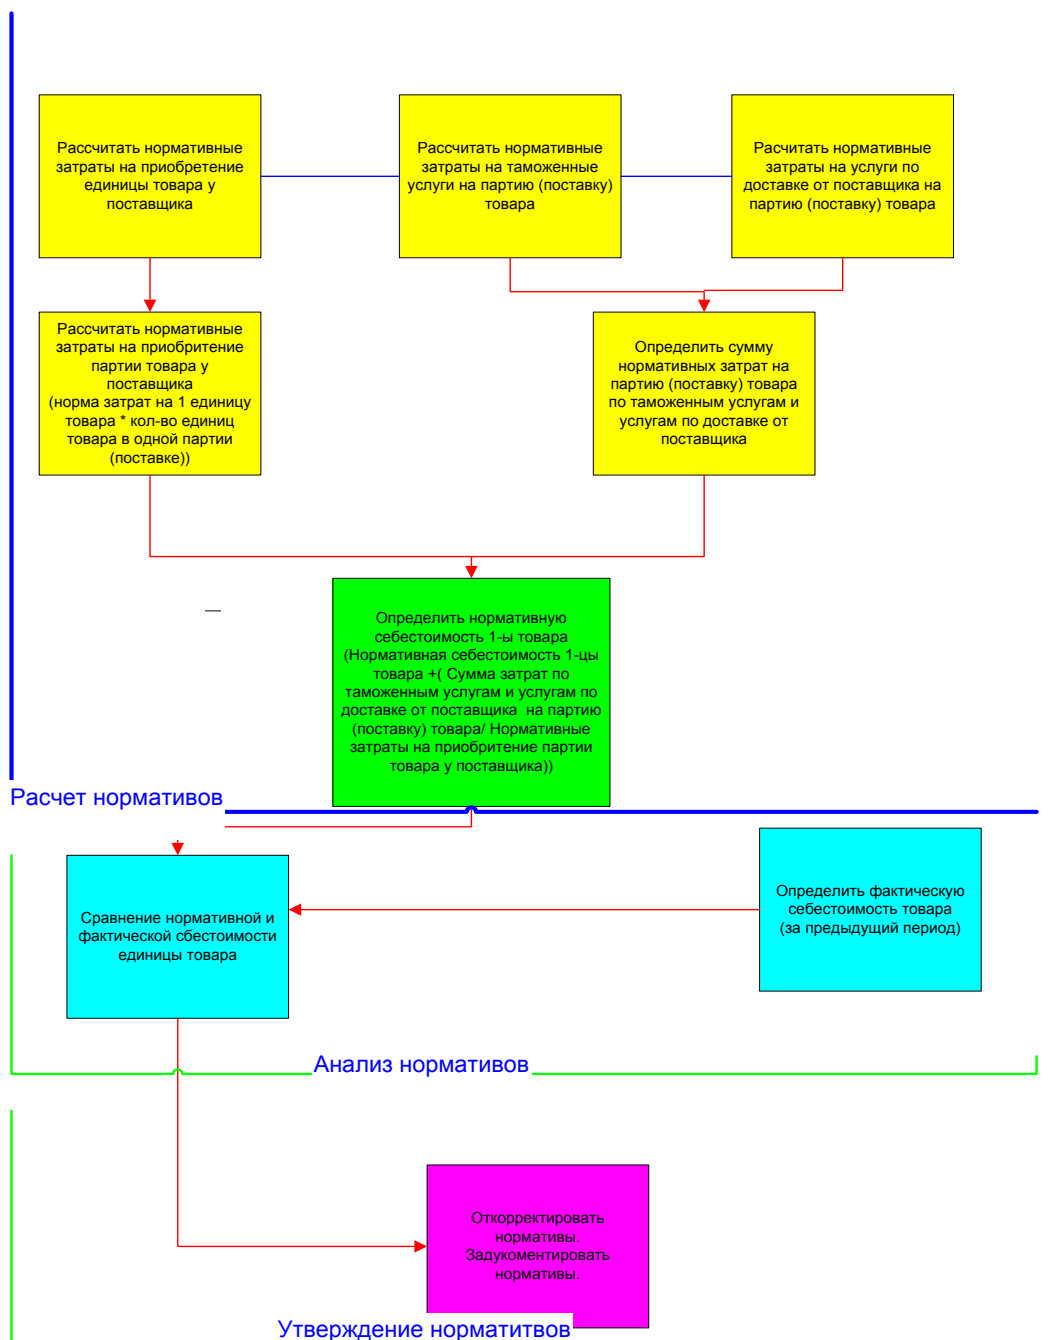 Рассчитать нормативные
затраты на приобретение
единицы товара у
поставщика
Рассчитать нормативные
затраты на таможенные
услуги на партию (поставку)
товара
Расчитать нормативные
затраты на услуги по
доставке от поставщика на
партию (поставку) товара
Рассчитать нормативные
затраты на приобритение
партии товара у
поставщика
(норма затрат на 1 единицу
товара * кол-во единиц
товара в одной партии
(поставке))
Определить сумму
нормативных затрат на
партию (поставку) товара
по таможенным услугам и
услугам по доставке от
поставщика
Определить нормативную
себестоимость 1-ы товара
(Нормативная себестоимость 1-цы
товара +( Сумма затрат по
таможенным услугам и услугам по
доставке от поставщика  на партию
(поставку) товара/ Нормативные
затраты на приобритение партии
товара у поставщика))
Расчет нормативов
Сравнение нормативной и
фактической сбестоимости
единицы товара
Определить фактическую
себестоимость товара
(за предыдущий период)
Анализ нормативов
Откорректировать
нормативы.
Задукоментировать
нормативы.
Утверждение норматитвов